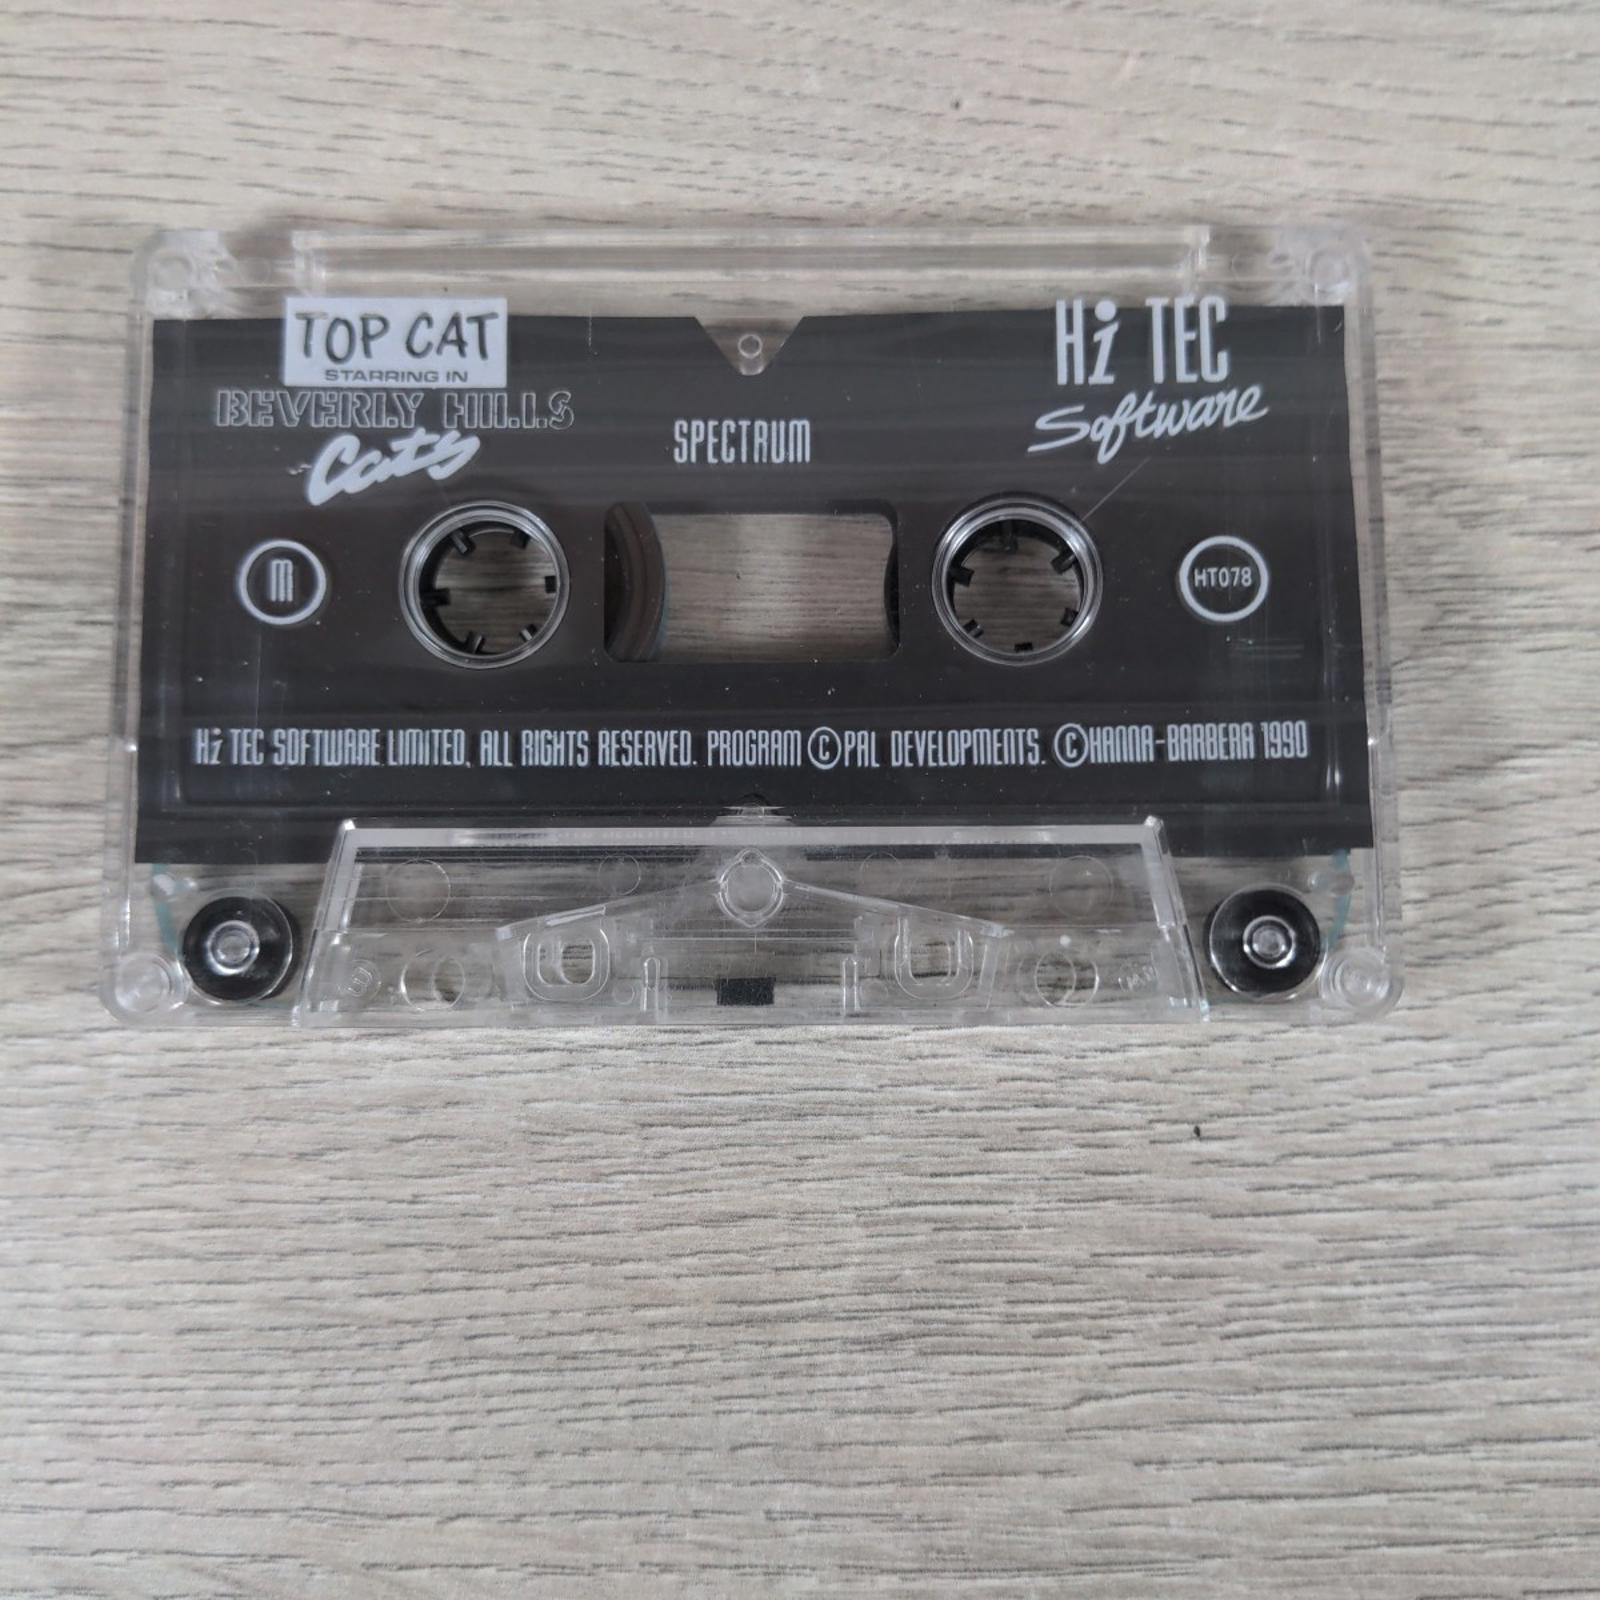 TOP CAT
STARRING IN
BEVERLY HILLS
Cats
SPECTRUM
Hi TEC
Software
m
HT078
Hi TEC SOFTWARE LIMITED, ALL RIGHTS RESERVED. PROGRAM © PAL DEVELOPMENTS. © HANNA-BARBERA 1990